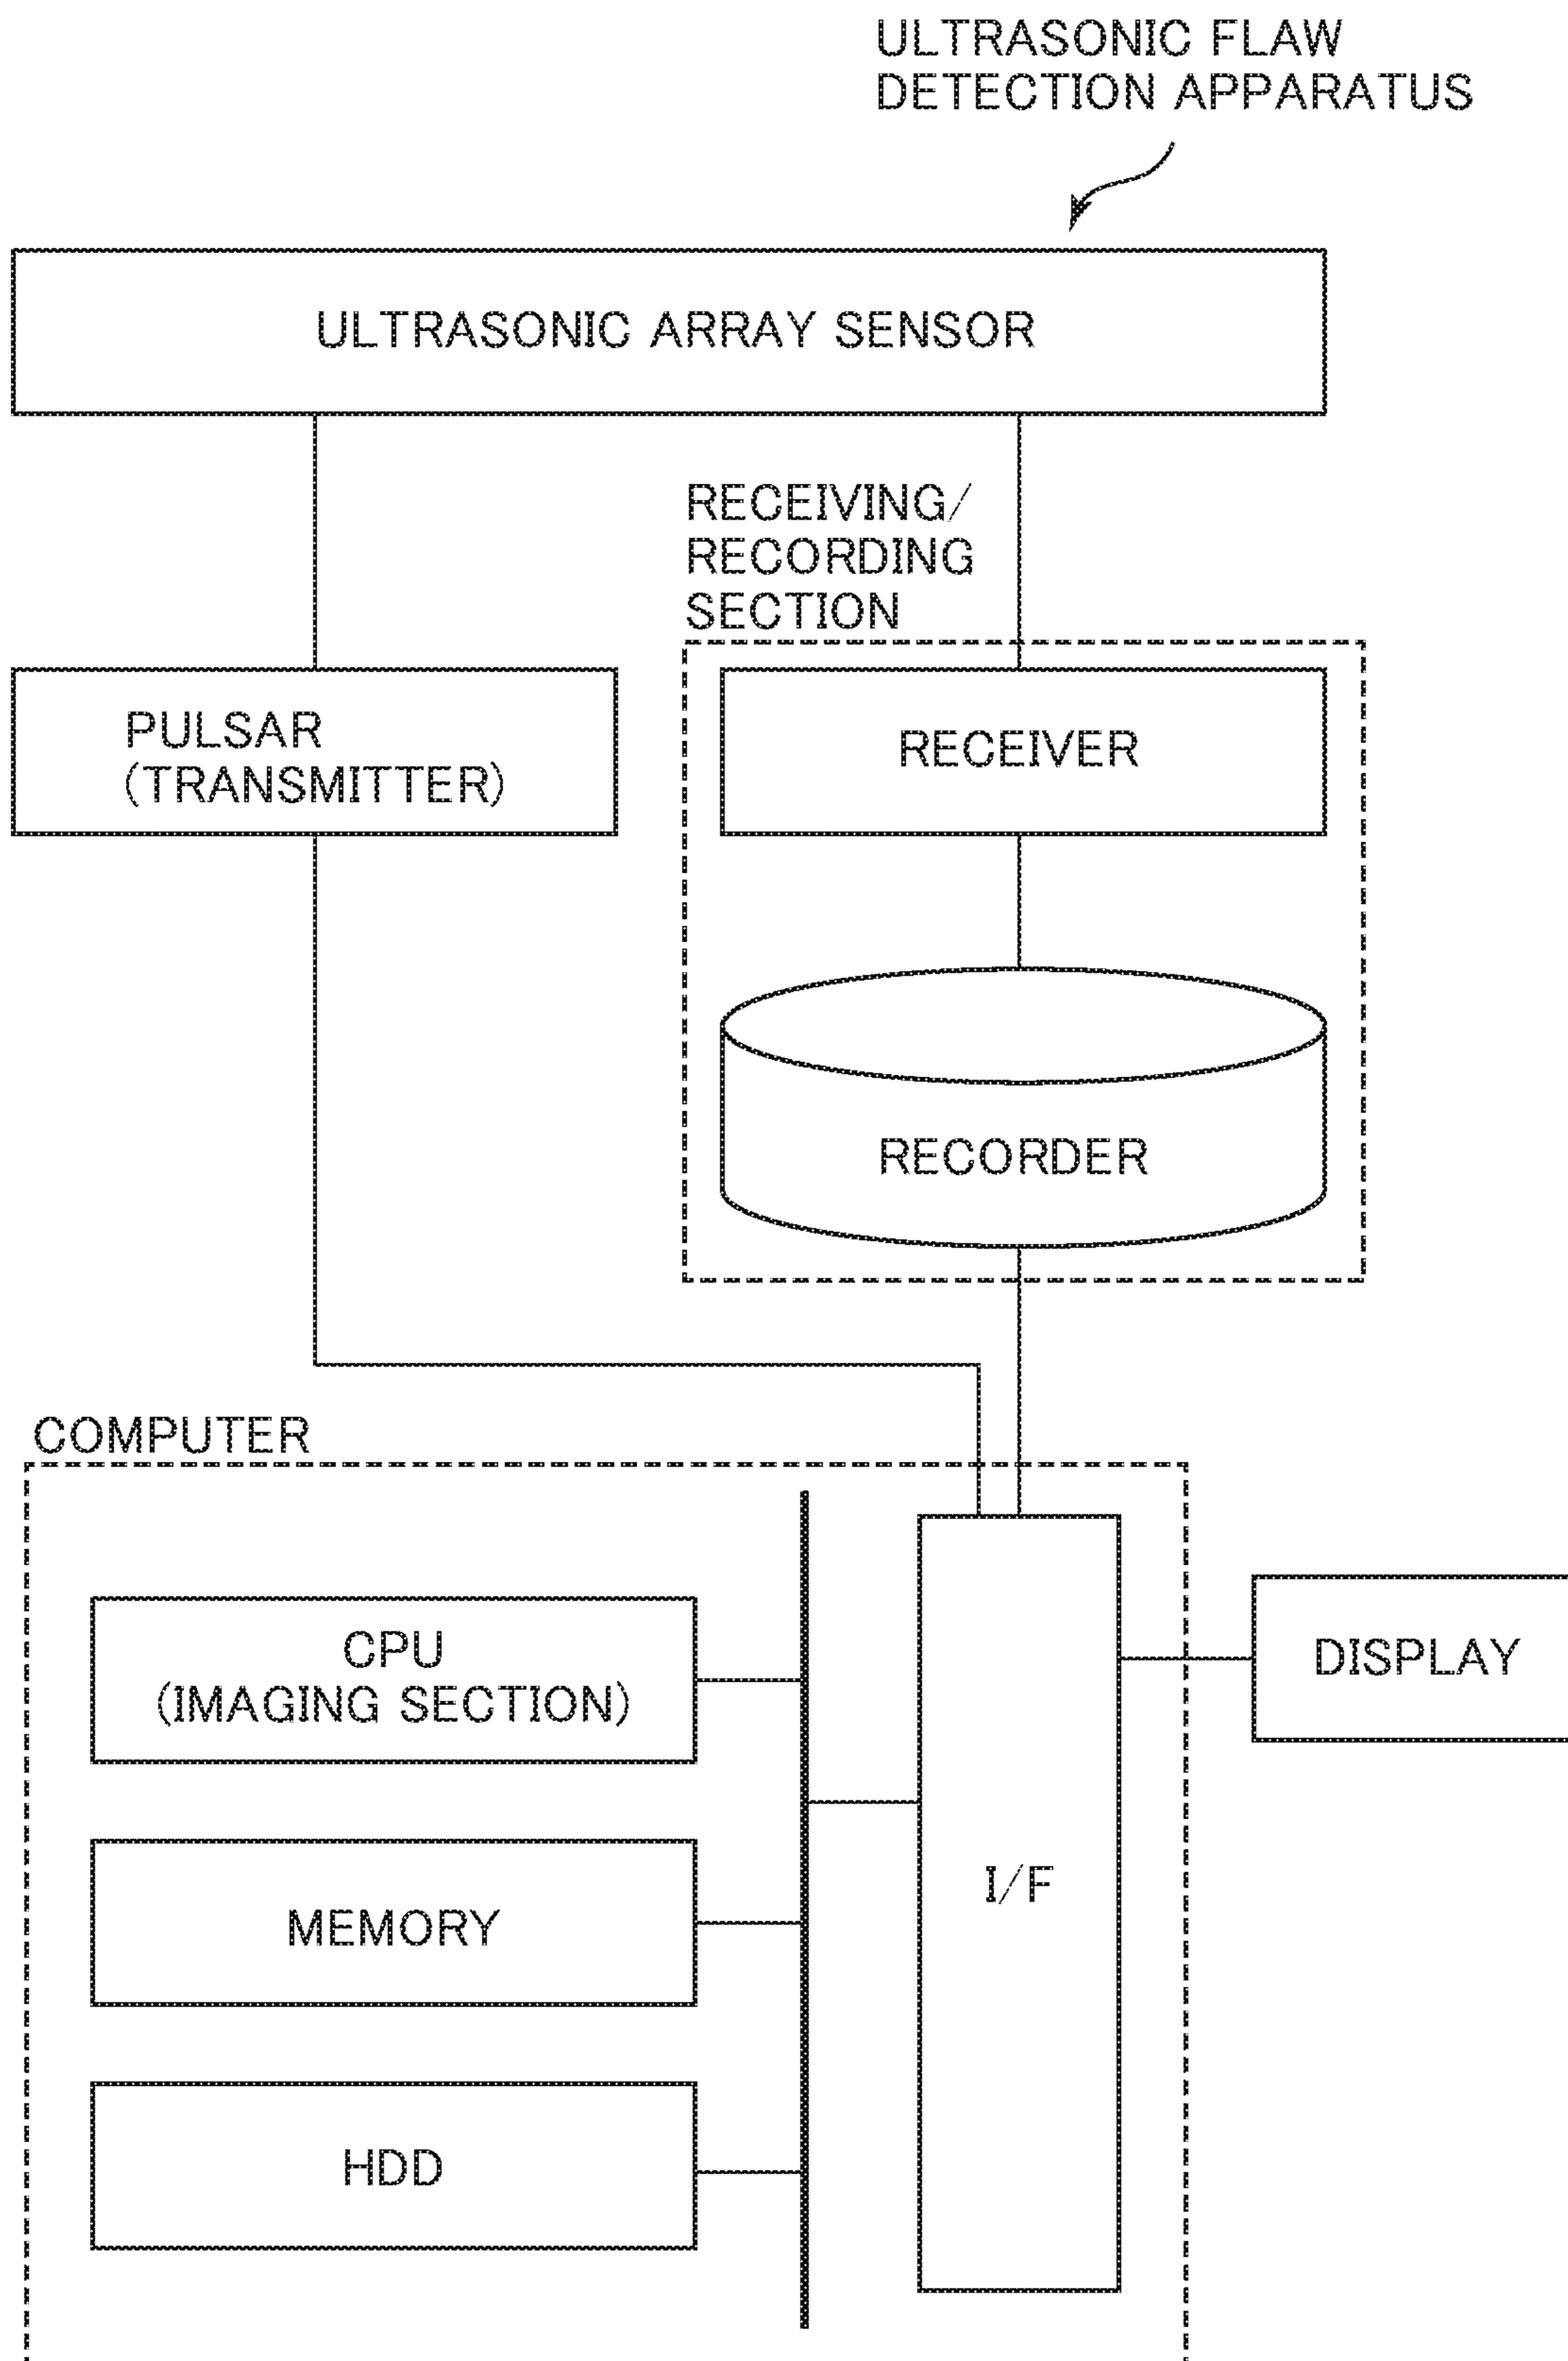 ULTRASONIC FLAW
DETECTION APPARATUS
ULTRASONIC ARRAY SENSOR
RECEIVING/
RECORDING
SECTION
PULSAR
(TRANSMITTER)
RECEIVER
RECORDER
COMPUTER
CPU
(IMAGING SECTION)
DISPLAY
I/F
MEMORY
HDD